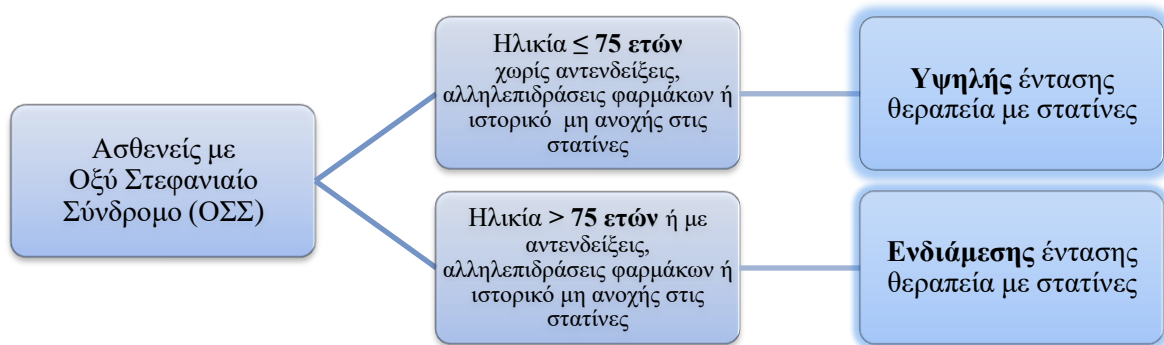 Ασθενείς με
Οξύ Στεφανιαίο
Σύνδρομο (ΟΣΣ)
Ηλικία ≤ 75 ετών
χωρίς αντενδείξεις,
αλληλεπιδράσεις φαρμάκων ή
ιστορικό μη ανοχής στις
στατίνες
Υψηλής έντασης
θεραπεία με στατίνες
Ηλικία > 75 ετών ή με
αντενδείξεις,
αλληλεπιδράσεις φαρμάκων ή
ιστορικό μη ανοχής στις
στατίνες
Ενδιάμεσης έντασης
θεραπεία με στατίνες